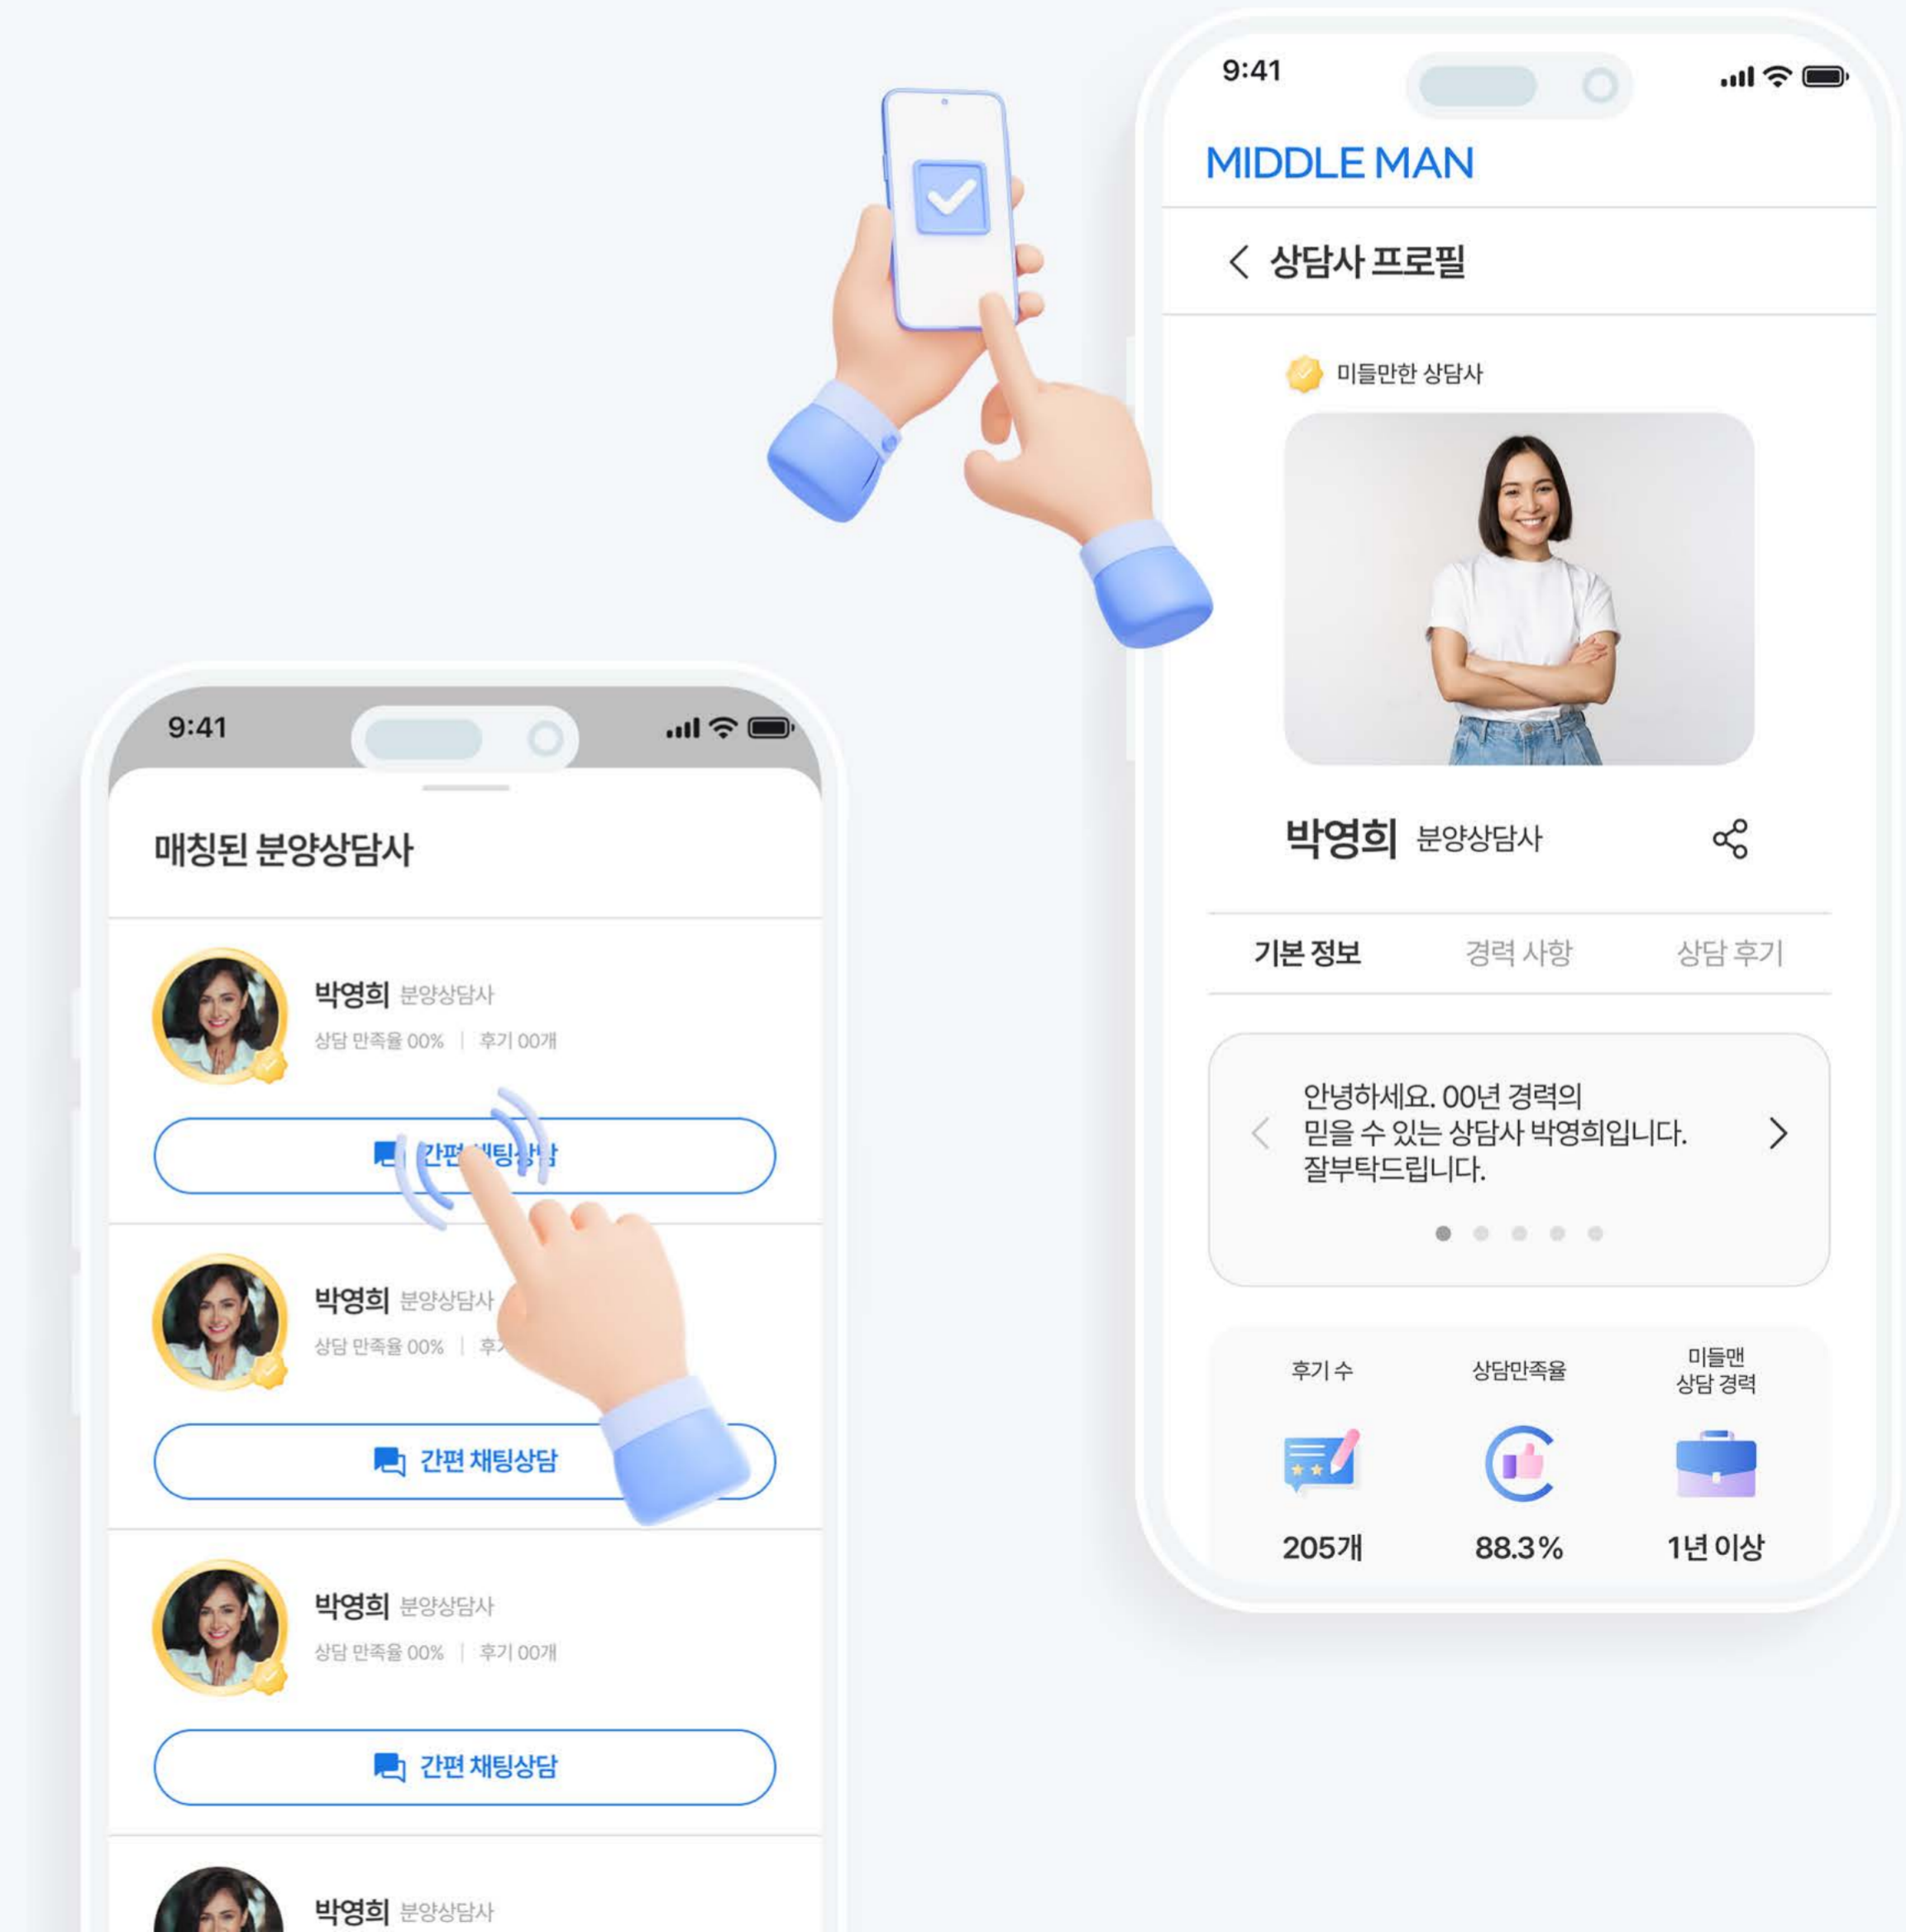 9:41
매칭된 분양상담사
박영희 분양상담사
상담 만족율 00% | 후기 00개
간편 채팅상담
박영희 분양상담사
상담 만족율 00% |
간편 채팅상담
박영희 분양상담사
상담 만족율 00% | 후기 00개
간편 채팅상담
박영희 분양상담사
9:41
MIDDLE MAN
상담사 프로필
미들만한 상담사
박영희 분양상담사
기본 정보 경력 사항 상담 후기
안녕하세요. 00년 경력의
믿을 수 있는 상담사 박영희입니다.
잘부탁드립니다.
후기 수 상담만족율 미들맨
상담 경력
205개 88.3% 1년 이상